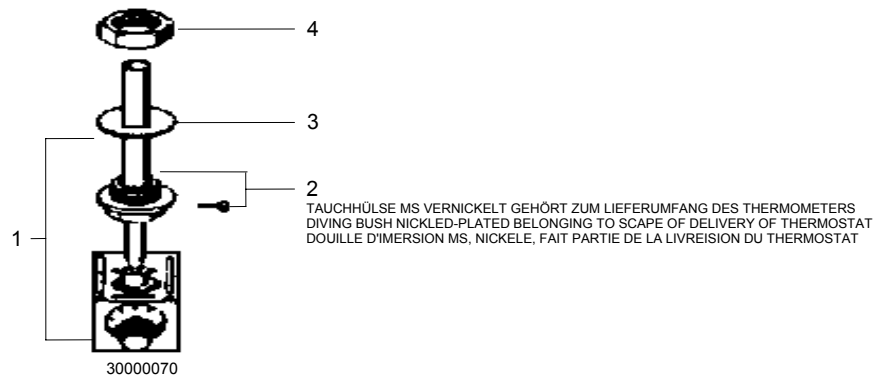 4
3
2
TAUCHHÜLSE MS VERNICKELT GEHÖRT ZUM LIEFERUMFANG DES THERMOMETERS
DIVING BUSH NICKLED-PLATED BELONGING TO SCAPE OF DELIVERY OF THERMOSTAT
DOUILLE D'IMERSION MS, NICKELE, FAIT PARTIE DE LA LIVREISION DU THERMOSTAT
1
30000070